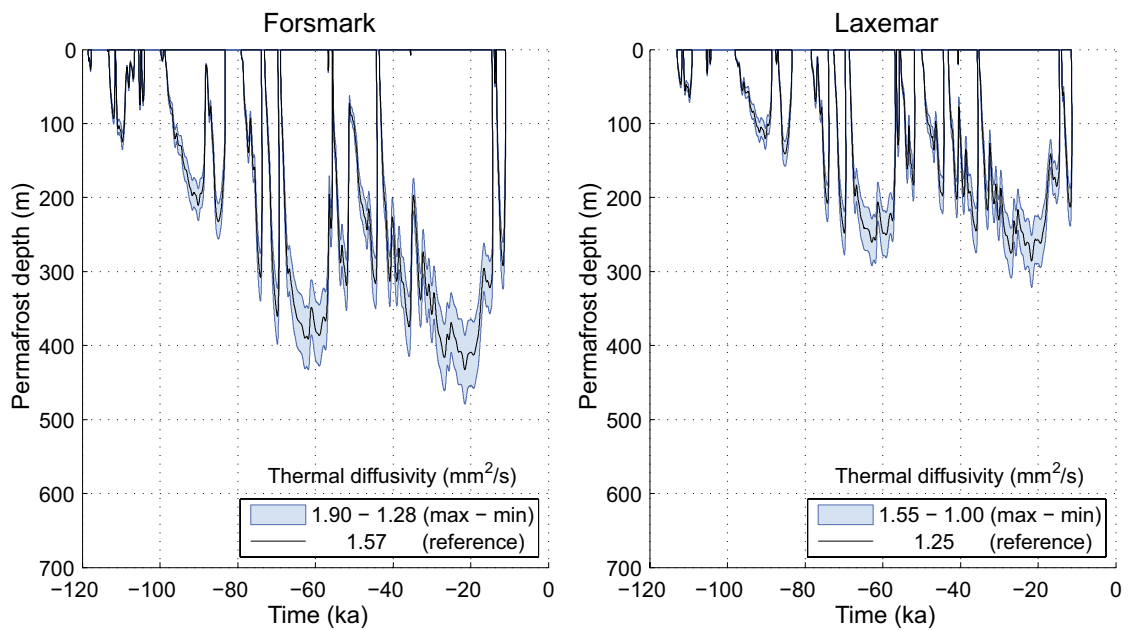 Forsmark
0
100
200
300
400
500
600
700
Permafrost depth (m)
Thermal diffusivity (mm²/s)
1.90 − 1.28 (max − min)
1.57 (reference)
−120 −100 −80 −60 −40 −20 0
Time (ka)
Laxemar
0
100
200
300
400
500
600
700
Permafrost depth (m)
Thermal diffusivity (mm²/s)
1.55 − 1.00 (max − min)
1.25 (reference)
−120 −100 −80 −60 −40 −20 0
Time (ka)